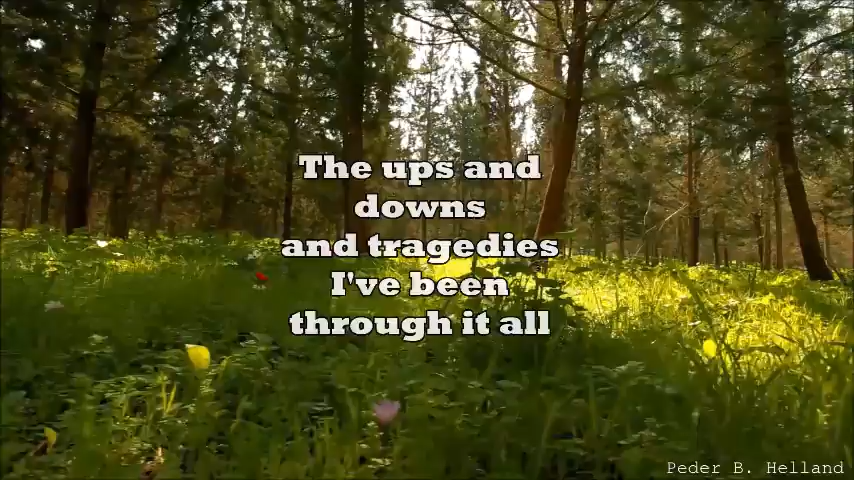 The ups and
downs
and tragedies
I've been
through it all
Peder B. Helland